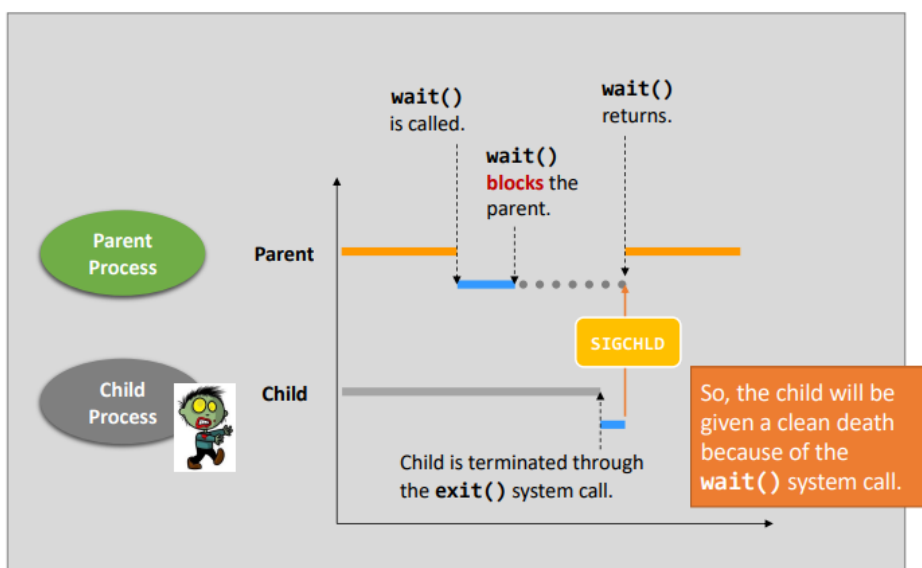 wait()
is called.
wait()
returns.
wait()
blocks the
parent.
Parent
Process
Parent
SIGCHLD
Child
Process
Child
So, the child will be
given a clean death
because of the
wait() system call.
Child is terminated through
the exit() system call.